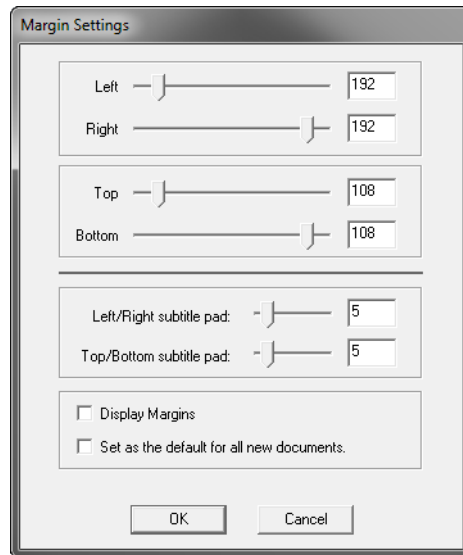 Margin Settings
Left 192
Right 192
Top 108
Bottom 108
Left/Right subtitle pad: 5
Top/Bottom subtitle pad: 5
Display Margins
Set as the default for all new documents.
OK Cancel